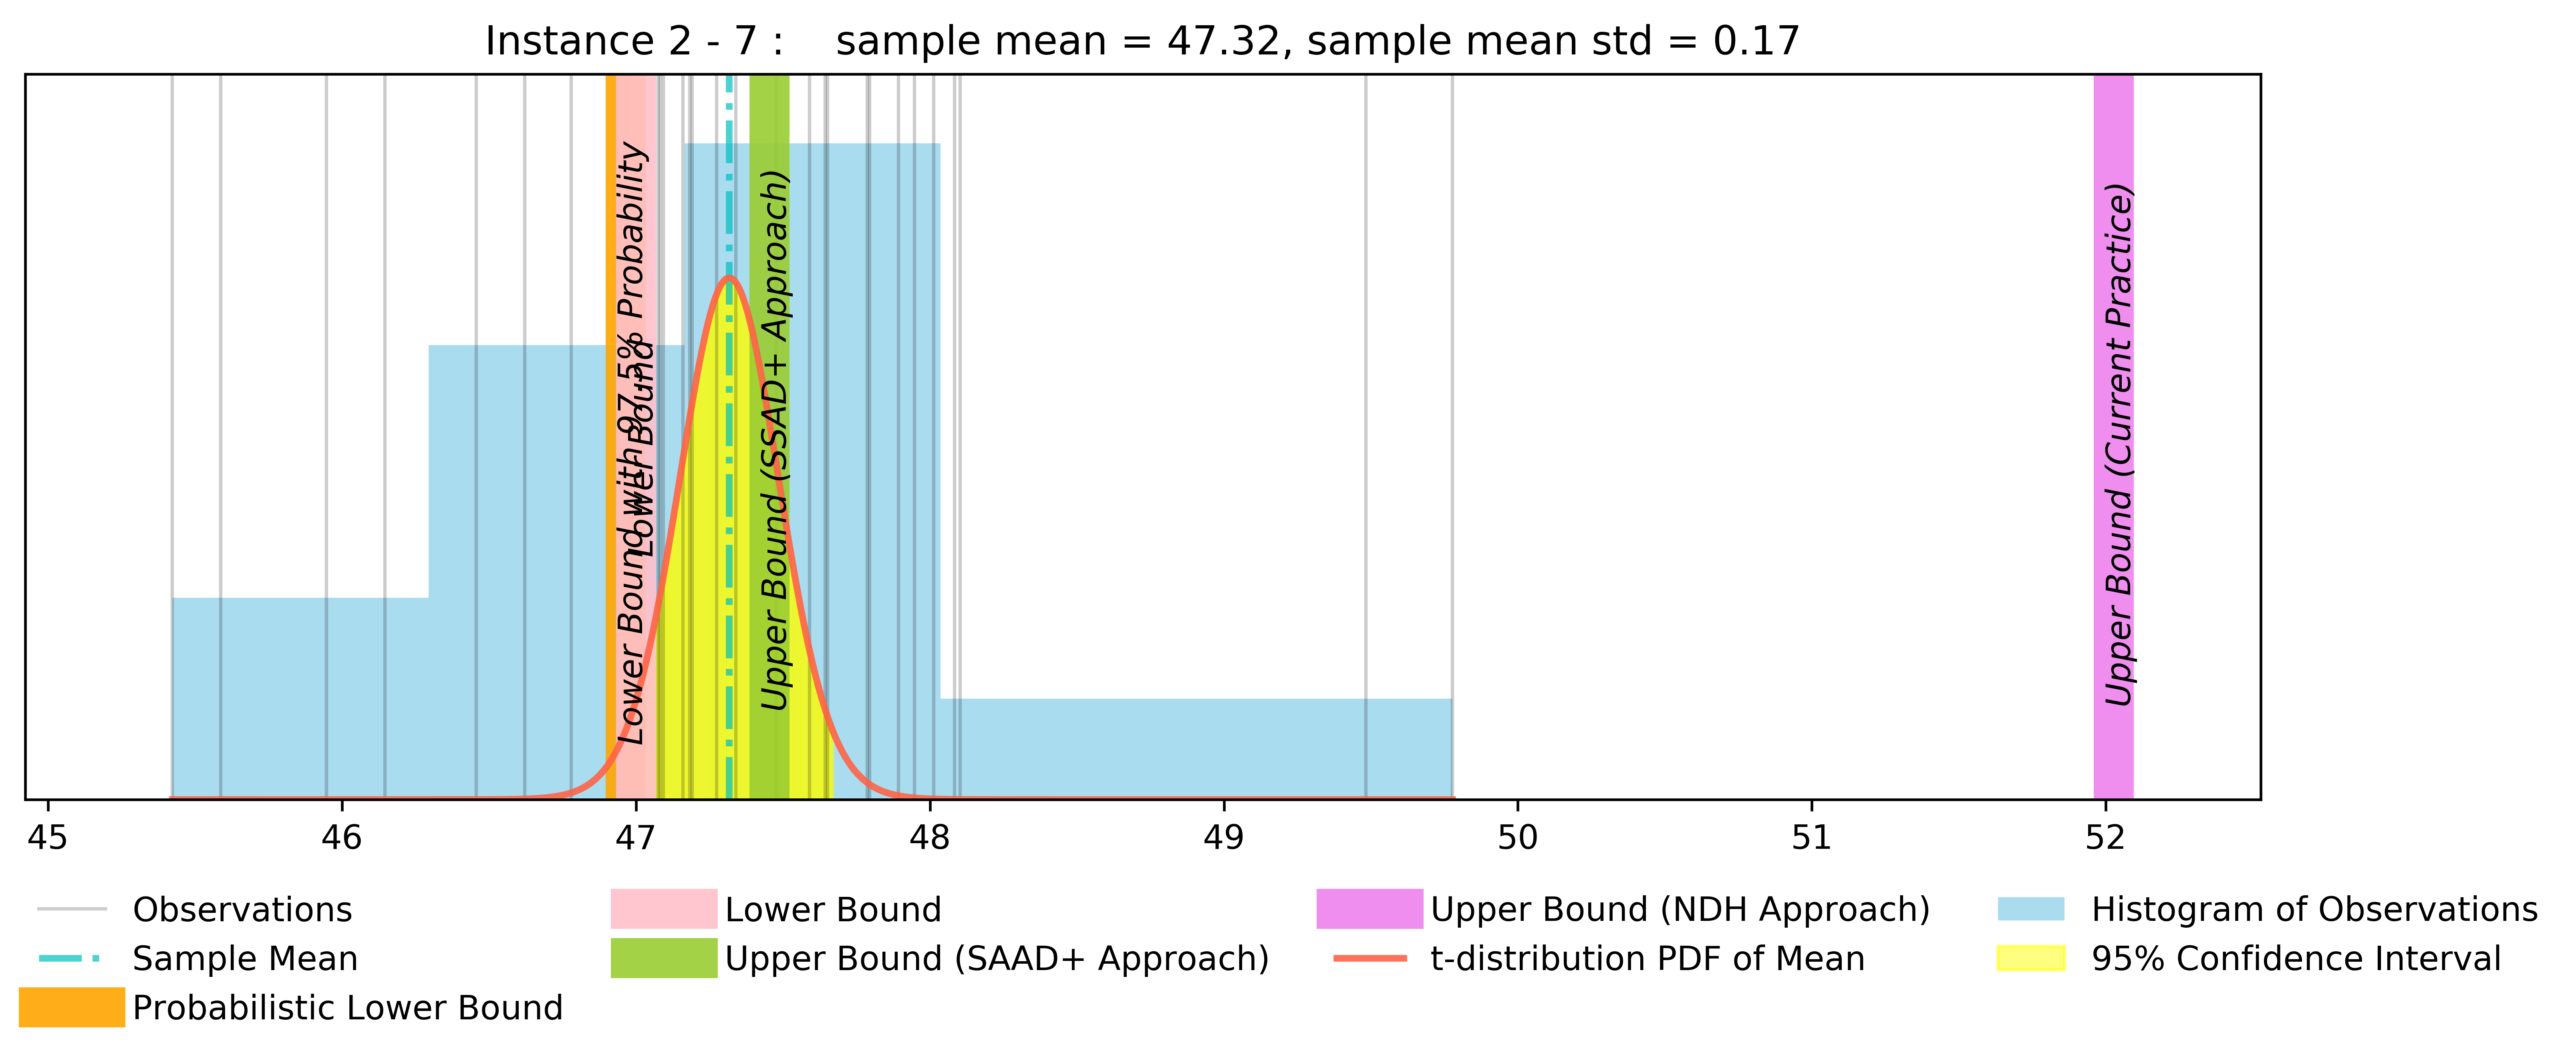 Instance 2 - 7 :    sample mean = 47.32, sample mean std = 0.17
Lower Bound with 97.5% Probability
Lower Bound
Upper Bound (SSAD+ Approach)
Upper Bound (Current Practice)
45 46 47 48 49 50 51 52
Observations
Sample Mean
Probabilistic Lower Bound
Lower Bound
Upper Bound (SAAD+ Approach)
Upper Bound (NDH Approach)
t-distribution PDF of Mean
Histogram of Observations
95% Confidence Interval